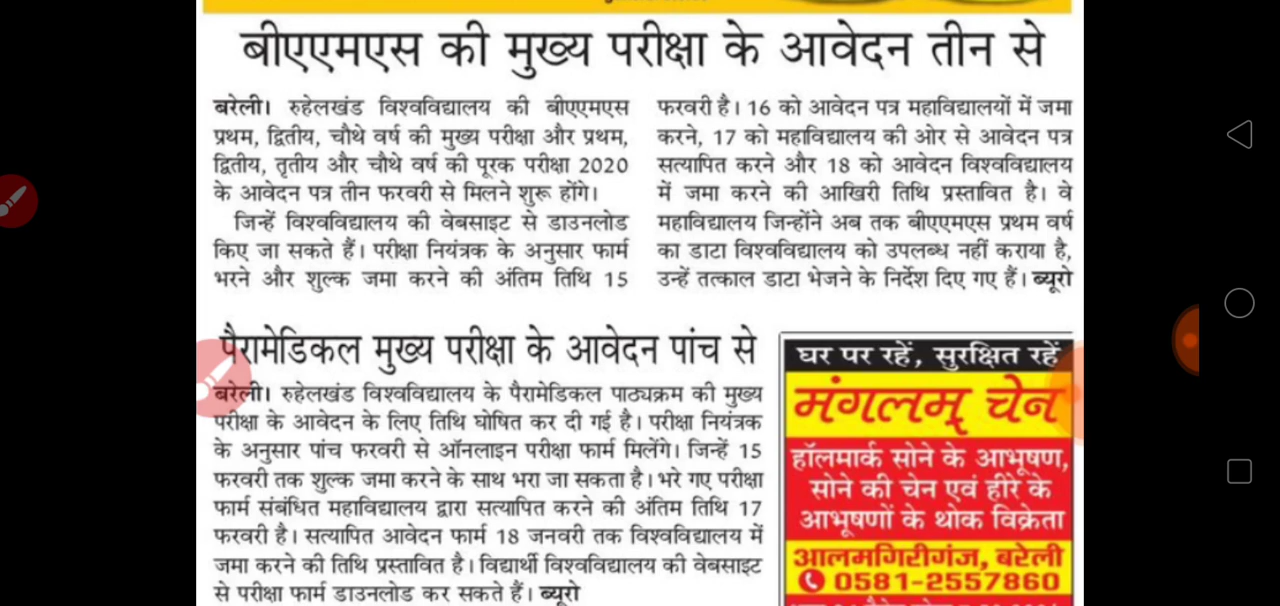 बीएएमएस की मुख्य परीक्षा के आवेदन तीन से
बरेली। रुहेलखंड विश्वविद्यालय की बीएएमएस
प्रथम, द्वितीय, चौथे वर्ष की मुख्य परीक्षा और प्रथम,
द्वितीय, तृतीय और चौथे वर्ष की पूरक परीक्षा 2020
के आवेदन पत्र तीन फरवरी से मिलने शुरू होंगे।
जिन्हें विश्वविद्यालय की वेबसाइट से डाउनलोड
किए जा सकते हैं। परीक्षा नियंत्रक के अनुसार फार्म
भरने और शुल्क जमा करने की अंतिम तिथि 15
फरवरी है। 16 को आवेदन पत्र महाविद्यालयों में जमा
करने, 17 को महाविद्यालय की ओर से आवेदन पत्र
सत्यापित करने और 18 को आवेदन विश्वविद्यालय
में जमा करने की आखिरी तिथि प्रस्तावित है। वे
महाविद्यालय जिन्होंने अब तक बीएएमएस प्रथम वर्ष
का डाटा विश्वविद्यालय को उपलब्ध नहीं कराया है,
उन्हें तत्काल डाटा भेजने के निर्देश दिए गए हैं। ब्यूरो
पैरामेडिकल मुख्य परीक्षा के आवेदन पांच से
बरेली। रुहेलखंड विश्वविद्यालय के पैरामेडिकल पाठ्यक्रम की मुख्य
परीक्षा के आवेदन के लिए तिथि घोषित कर दी गई है। परीक्षा नियंत्रक
के अनुसार पांच फरवरी से ऑनलाइन परीक्षा फार्म मिलेंगे। जिन्हें 15
फरवरी तक शुल्क जमा करने के साथ भरा जा सकता है। भरे गए परीक्षा
फार्म संबंधित महाविद्यालय द्वारा सत्यापित करने की अंतिम तिथि 17
फरवरी है। सत्यापित आवेदन फार्म 18 जनवरी तक विश्वविद्यालय में
जमा करने की तिथि प्रस्तावित है। विद्यार्थी विश्वविद्यालय की वेबसाइट
से परीक्षा फार्म डाउनलोड कर सकते हैं। ब्यूरो
घर पर रहें, सुरक्षित रहें
मंगलम् चेन
हॉलमार्क सोने के आभूषण,
सोने की चेन एवं हीरे के
आभूषणों के थोक विक्रेता
आलमगिरीगंज, बरेली
0581-2557860